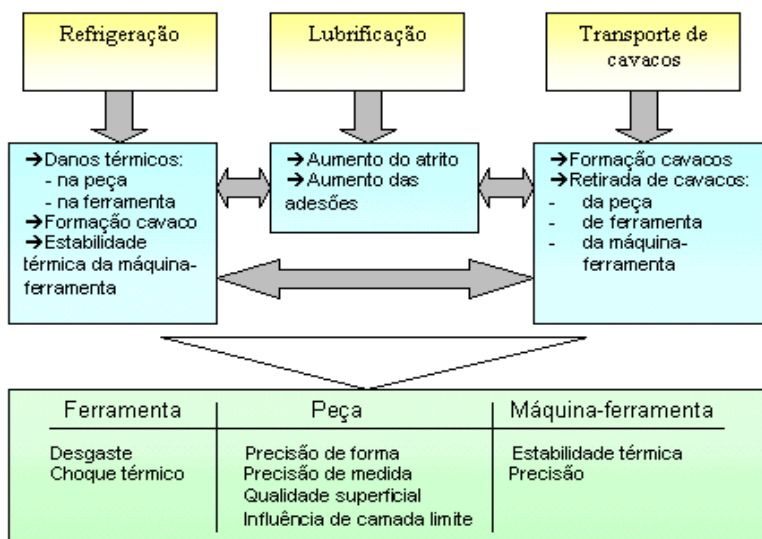 Refrigeração
Lubrificação
Transporte de
cavacos
➔Danos térmicos:
- na peça
- na ferramenta
➔Formação cavaco
➔Estabilidade
térmica da máquina-
ferramenta
➔Aumento do atrito
➔Aumento das
adesões
➔Formação cavacos
➔Retirada de cavacos:
- da peça
- de ferramenta
- da máquina-
ferramenta
Ferramenta
Desgaste
Choque térmico
Peça
Precisão de forma
Precisão de medida
Qualidade superficial
Influência de camada limite
Máquina-ferramenta
Estabilidade térmica
Precisão